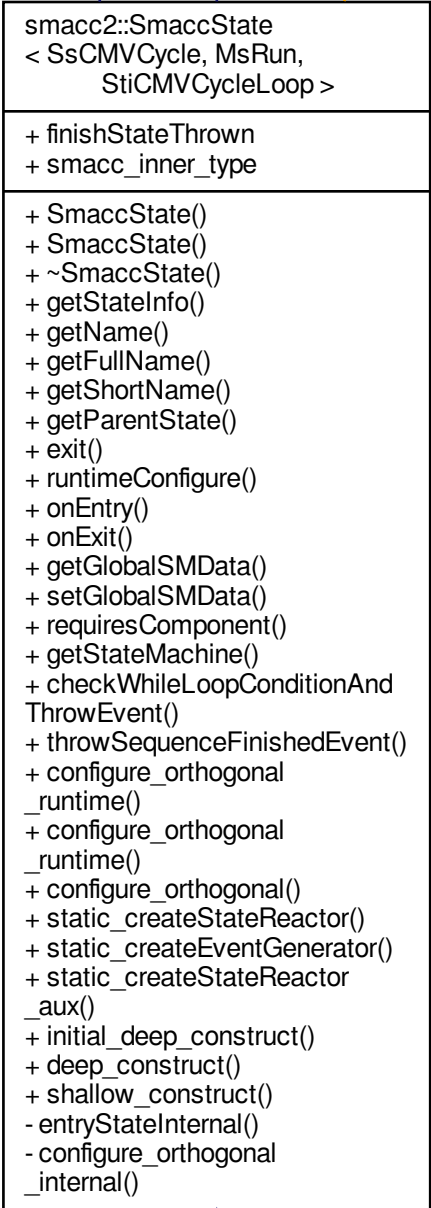 smacc2::SmaccState
< SsCMVCycle, MsRun,
StiCMVCycleLoop >
+ finishStateThrown
+ smacc_inner_type
+ SmaccState()
+ SmaccState()
+ ~SmaccState()
+ getStateInfo()
+ getName()
+ getFullName()
+ getShortName()
+ getParentState()
+ exit()
+ runtimeConfigure()
+ onEntry()
+ onExit()
+ getGlobalSMData()
+ setGlobalSMData()
+ requiresComponent()
+ getStateMachine()
+ checkWhileLoopConditionAnd
ThrowEvent()
+ throwSequenceFinishedEvent()
+ configure_orthogonal
_runtime()
+ configure_orthogonal
_runtime()
+ configure_orthogonal()
+ static_createStateReactor()
+ static_createEventGenerator()
+ static_createStateReactor
_aux()
+ initial_deep_construct()
+ deep_construct()
+ shallow_construct()
- entryStateInternal()
- configure_orthogonal
_internal()